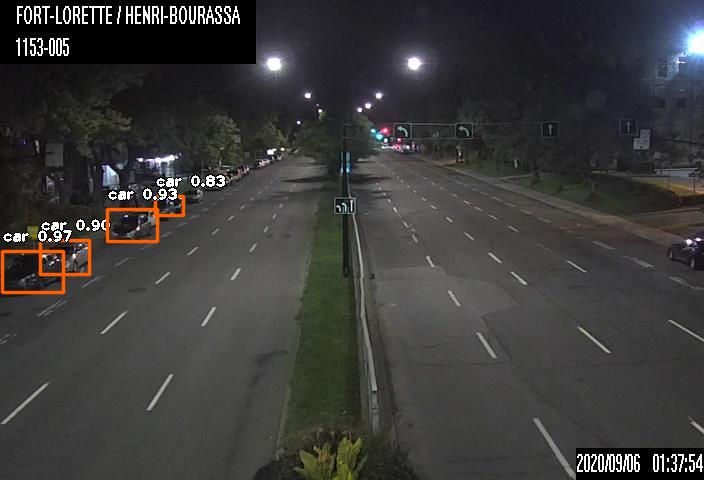 FORT-LORETTE / HENRI-BOURASSA
1153-005
car 0.83
car 0.93
car 0.90
car 0.97
2020/09/06 01:37:54